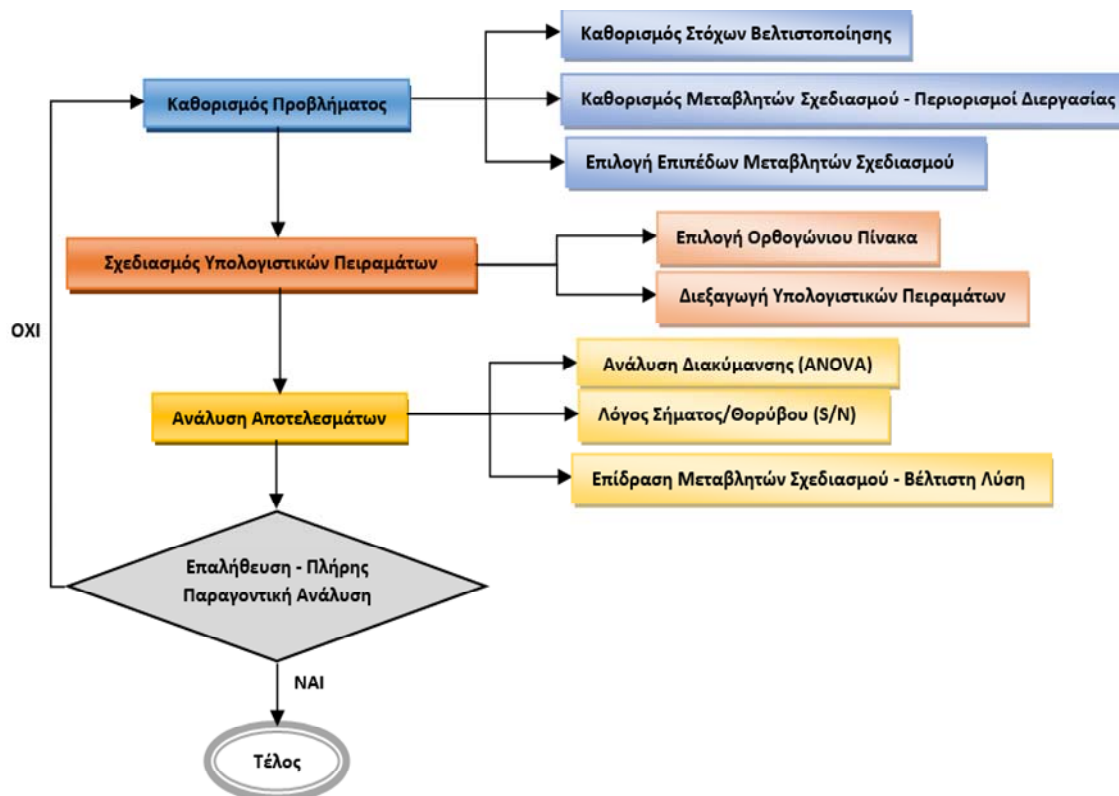 Καθορισμός Στόχων Βελτιστοποίησης
Καθορισμός Προβλήματος
Καθορισμός Μεταβλητών Σχεδιασμού - Περιορισμοί Διεργασίας
Επιλογή Επιπέδων Μεταβλητών Σχεδιασμού
Σχεδιασμός Υπολογιστικών Πειραμάτων
Επιλογή Ορθογώνιου Πίνακα
Διεξαγωγή Υπολογιστικών Πειραμάτων
ΟΧΙ
Ανάλυση Αποτελεσμάτων
Ανάλυση Διακύμανσης (ANOVA)
Λόγος Σήματος/Θορύβου (S/N)
Επίδραση Μεταβλητών Σχεδιασμού - Βέλτιστη Λύση
Επαλήθευση - Πλήρης
Παραγοντική Ανάλυση
ΝΑΙ
Τέλος